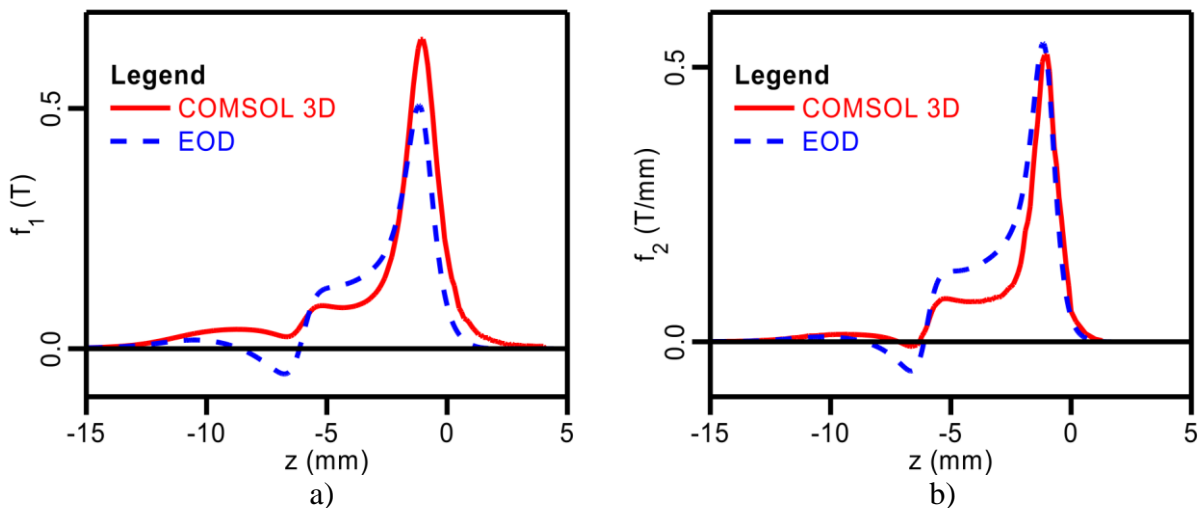 Legend
COMSOL 3D
EOD
0.5
0.0
f1 (T)
-15 -10 -5 0 5
z (mm)
a)
Legend
COMSOL 3D
EOD
0.5
0.0
f2 (T/mm)
-15 -10 -5 0 5
z (mm)
b)